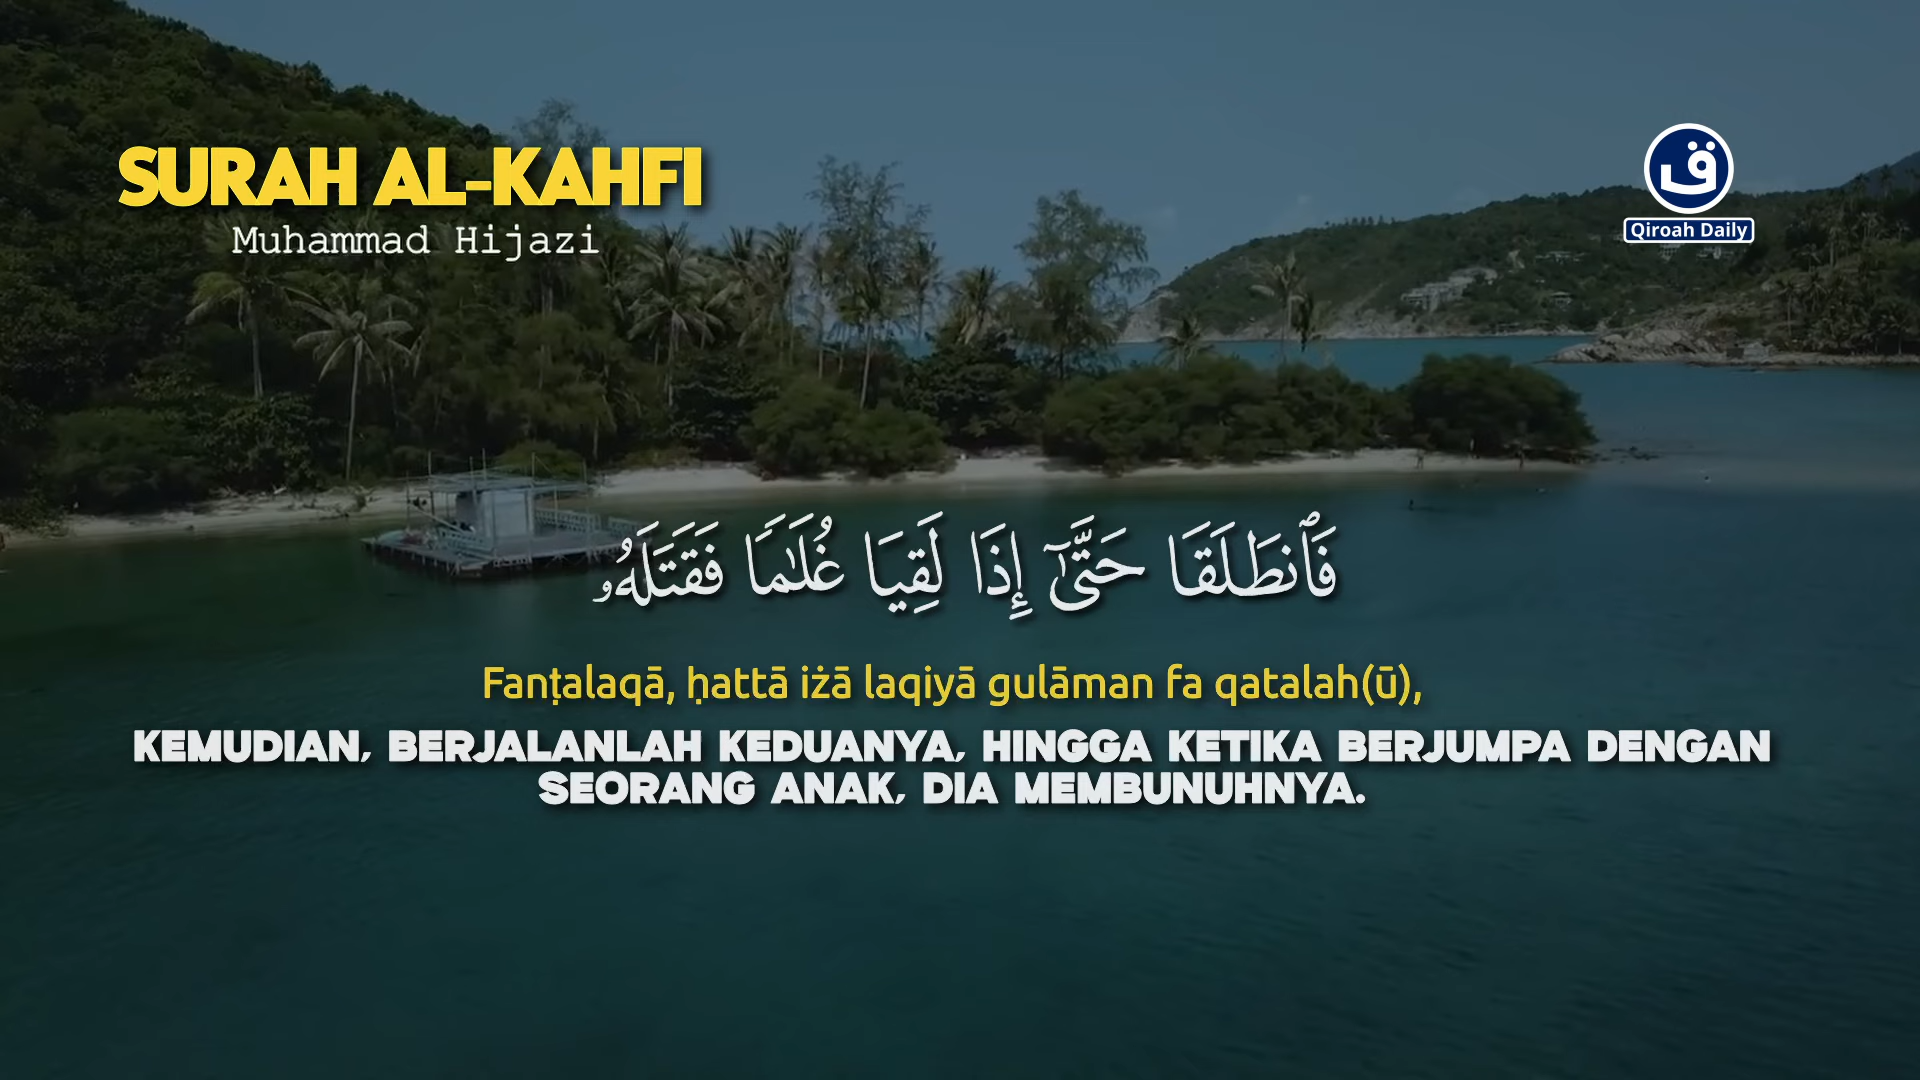 SURAH AL-KAHFI
Muhammad Hijazi
ق
Qiroah Daily
فَٱنطَلَقَا حَتَّىٰٓ إِذَا لَقِيَا غُلَٰمًا فَقَتَلَهُۥ
Fanṭalaqā, ḥattā iżā laqiyā gulāman fa qatalah(ū),
KEMUDIAN, BERJALANLAH KEDUANYA, HINGGA KETIKA BERJUMPA DENGAN
SEORANG ANAK, DIA MEMBUNUHNYA.